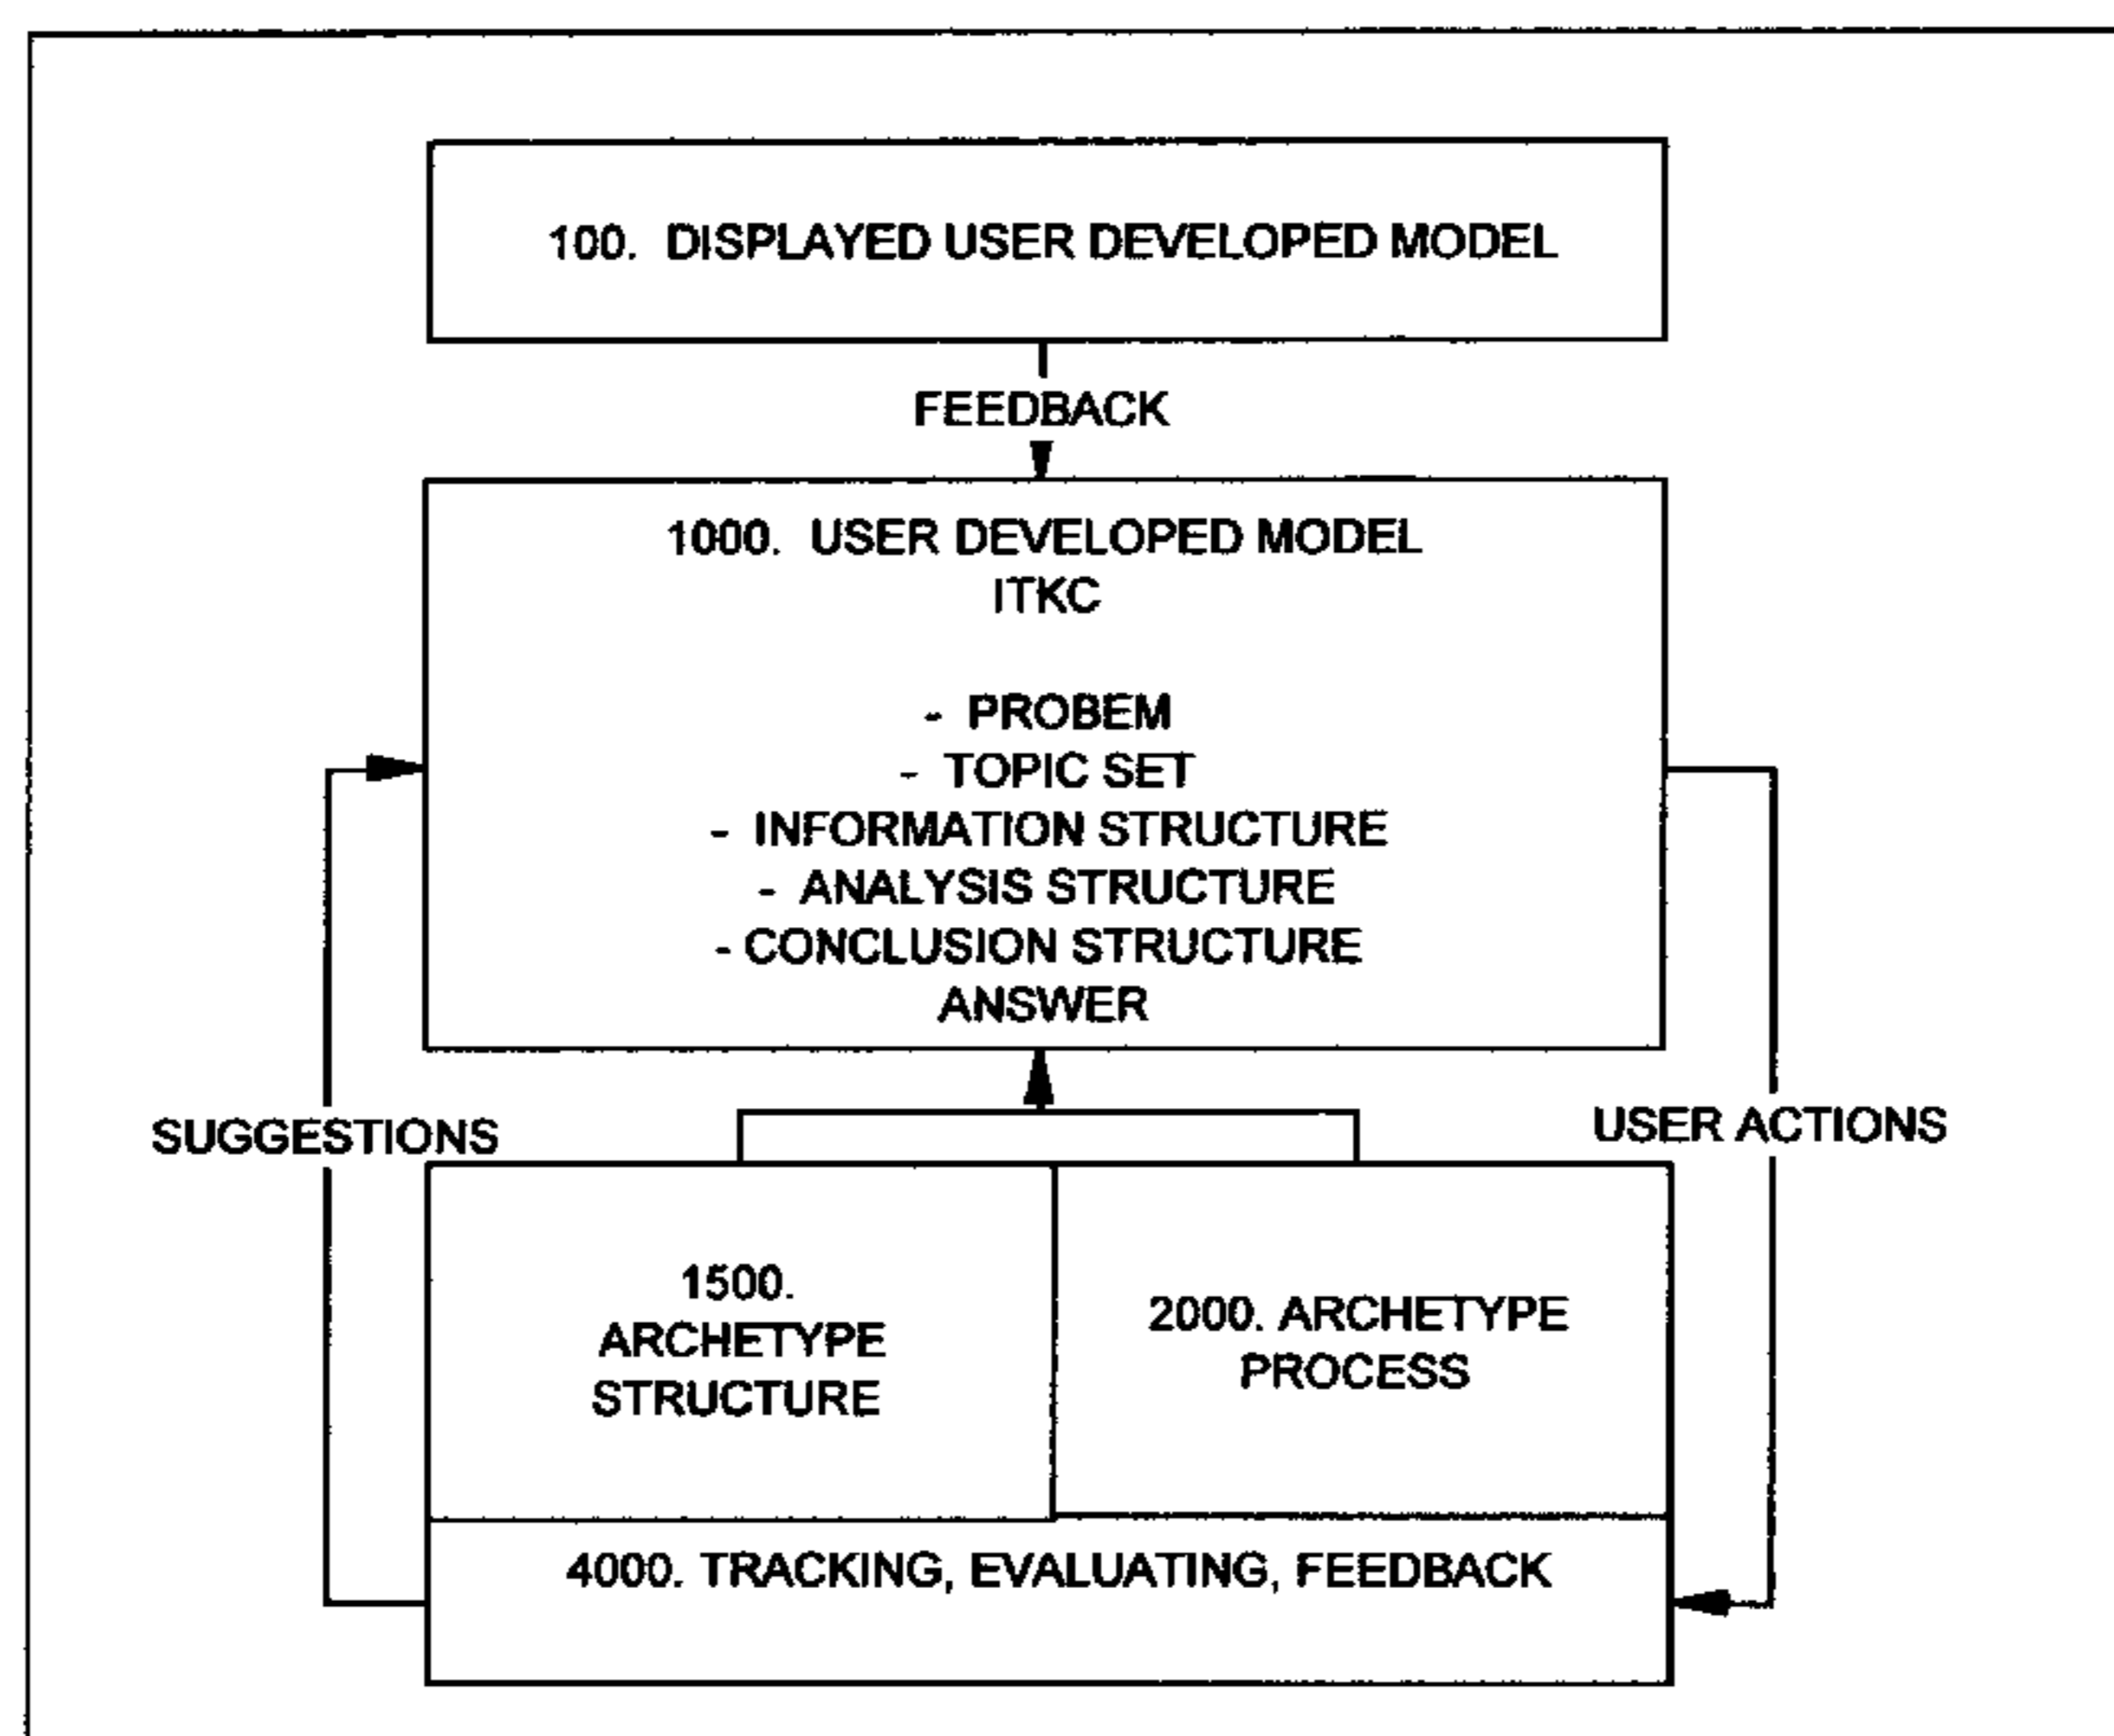 100. DISPLAYED USER DEVELOPED MODEL
FEEDBACK
1000. USER DEVELOPED MODEL
ITKC
- PROBEM
- TOPIC SET
- INFORMATION STRUCTURE
- ANALYSIS STRUCTURE
- CONCLUSION STRUCTURE
ANSWER
SUGGESTIONS
USER ACTIONS
1500.
ARCHETYPE
STRUCTURE
2000. ARCHETYPE
PROCESS
4000. TRACKING, EVALUATING, FEEDBACK